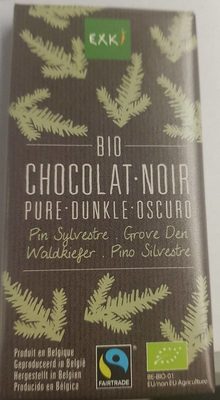 EXKi
BIO
CHOCOLAT·NOIR
PURE·DUNKLE·OSCURO
Pin Sylvestre . Grove Den
Waldkiefer . Pino Silvestre
Produit en Belgique
Geproduceerd in België
Hergestellt in Belgien
Producido en Bélgica
FAIRTRADE
BE-BIO-01
EU/non EU Agriculture